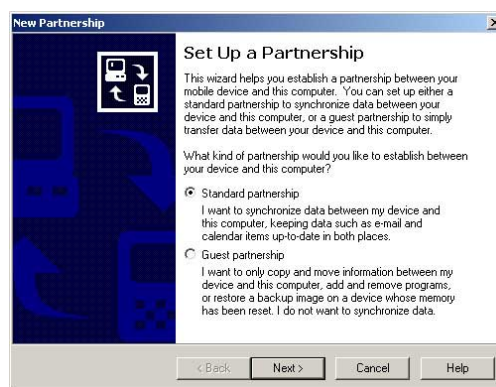 New Partnership
Set Up a Partnership
This wizard helps you establish a partnership between your
mobile device and this computer. You can set up either a
standard partnership to synchronize data between your
device and this computer, or a guest partnership to simply
transfer data between your device and this computer.
What kind of partnership would you like to establish between
your device and this computer?
Standard partnership
I want to synchronize data between my device and
this computer, keeping data such as e-mail and
calendar items up-to-date in both places.
Guest partnership
I want to only copy and move information between my
device and this computer, add and remove programs,
or restore a backup image on a device whose memory
has been reset. I do not want to synchronize data.
< Back Next > Cancel Help